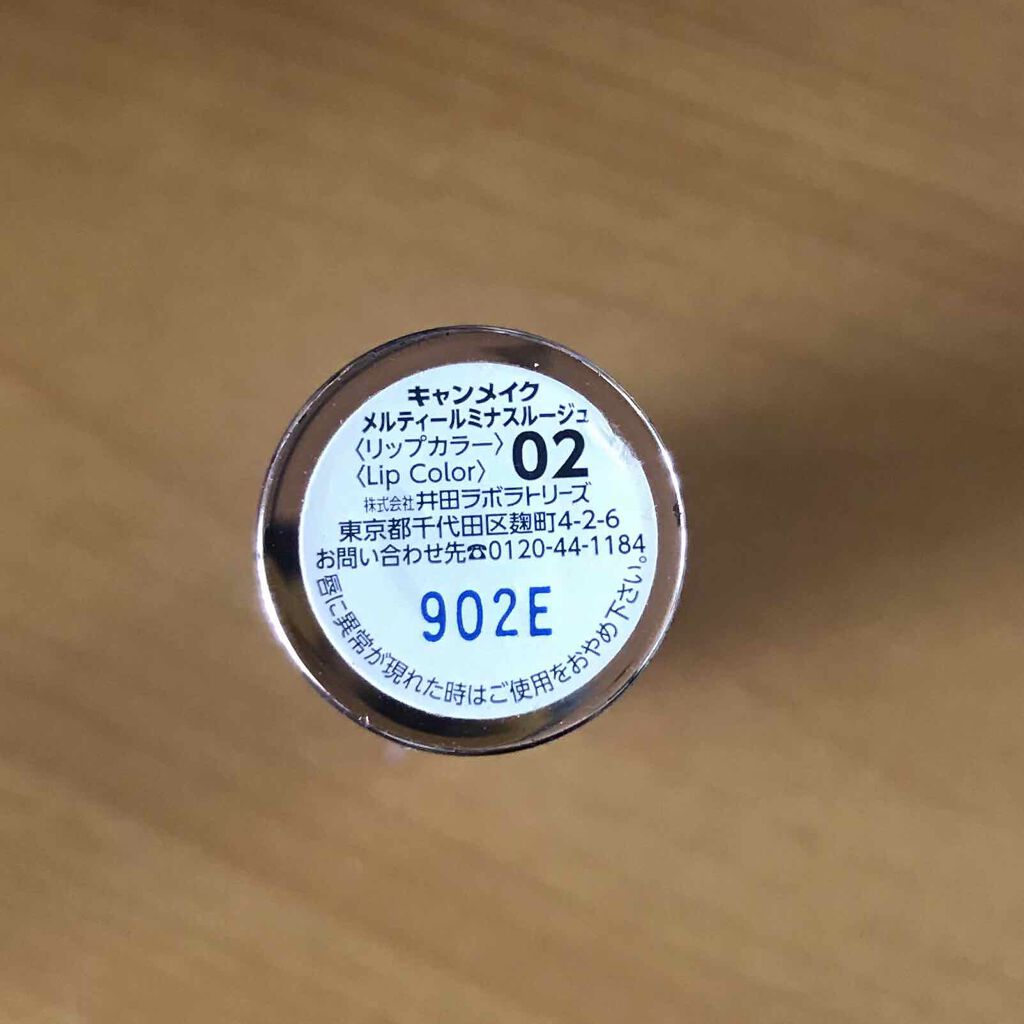 キャンメイク
メルティールミナスルージュ
〈リップカラー〉
〈Lip Color〉
02
株式会社井田ラボラトリーズ
東京都千代田区麹町4-2-6
お問い合わせ先☎0120-44-1184
902E
唇に異常が現れた時はご使用をおやめ下さい。